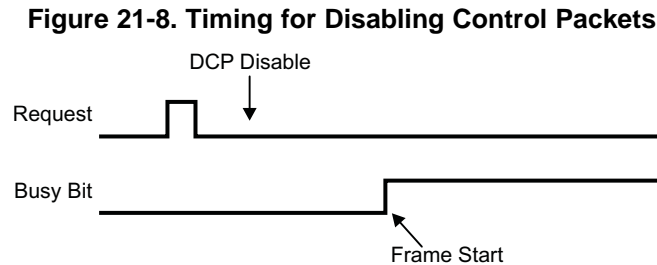 Figure 21-8. Timing for Disabling Control Packets
DCP Disable
Request
Busy Bit
Frame Start